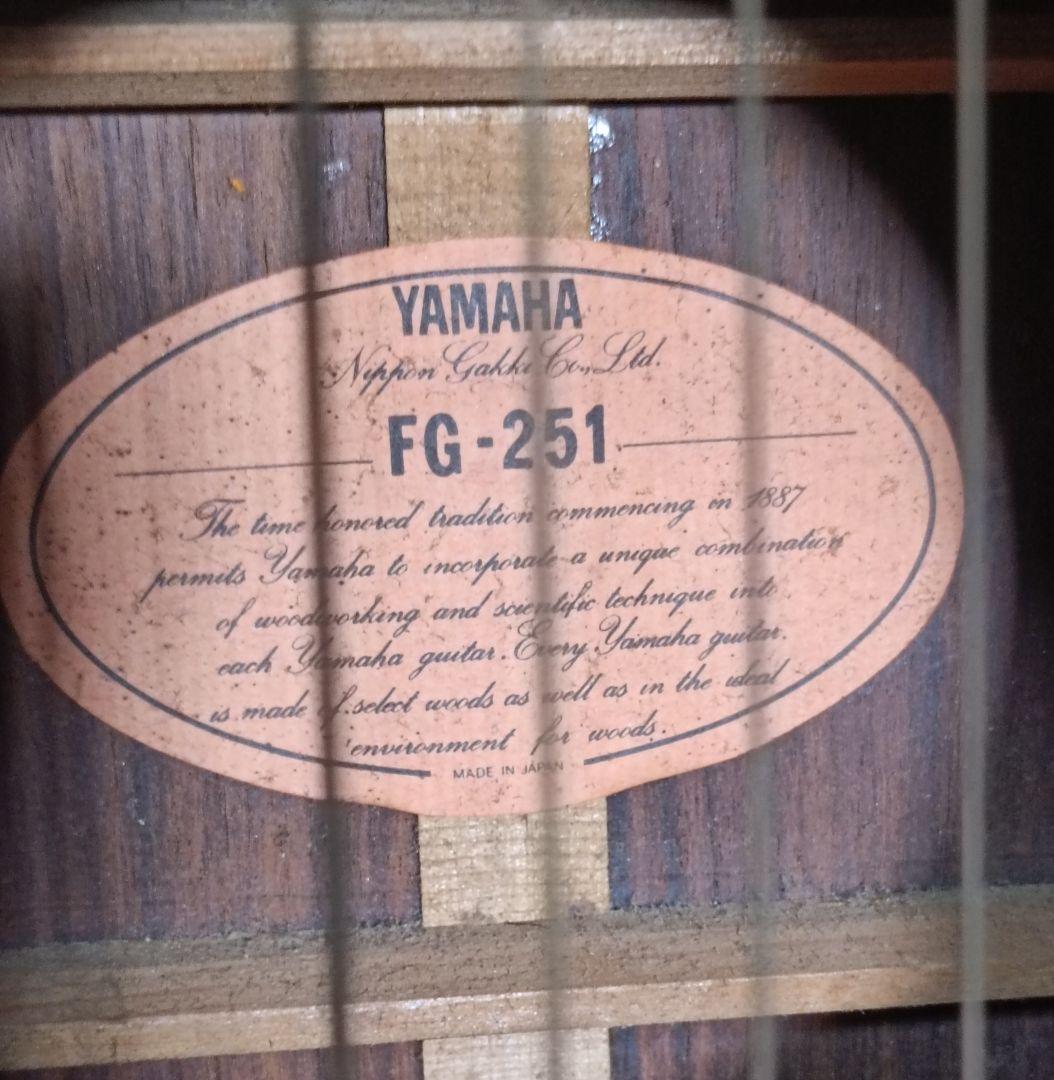 YAMAHA
Nippon Gakki Co., Ltd.
FG-251
The time honored tradition commencing in 1887
permits Yamaha to incorporate a unique combination
of woodworking and scientific technique into
each Yamaha guitar. Every Yamaha guitar.
is made of select woods as well as in the ideal
environment for woods.
MADE IN JAPAN